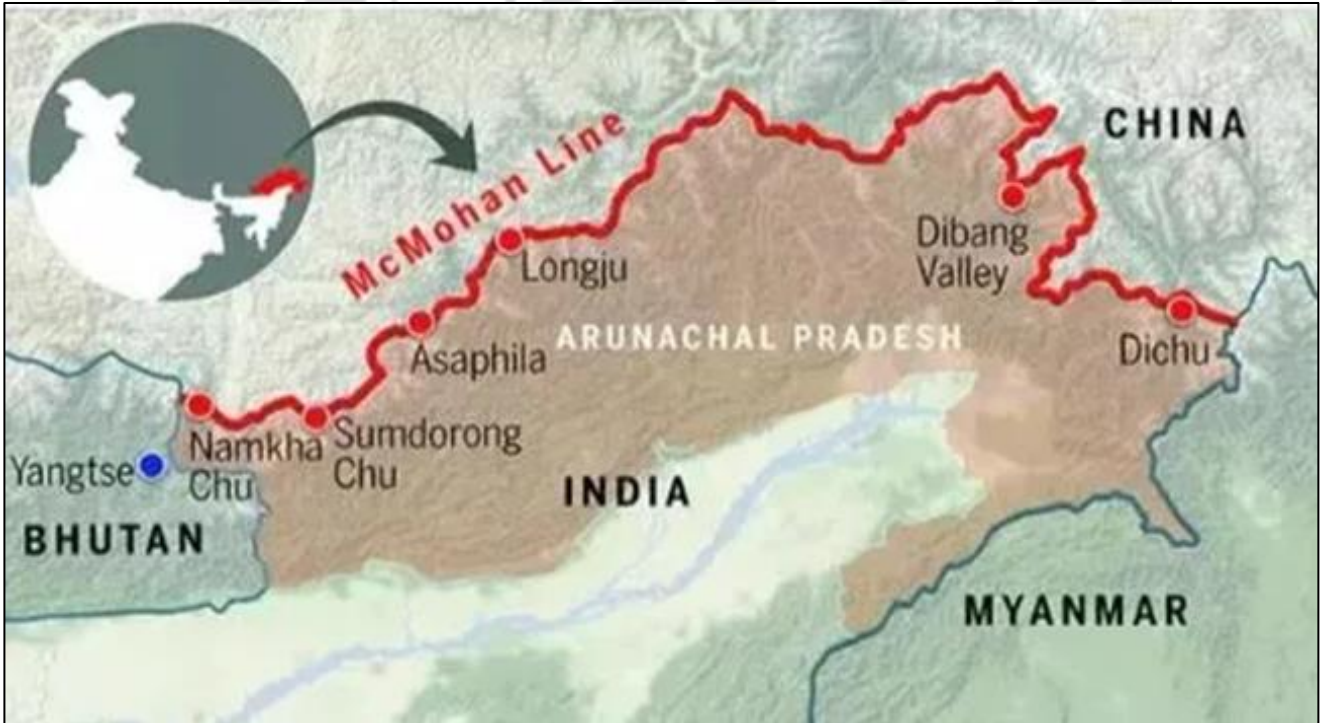 McMohan Line
CHINA
Dibang
Valley
Longju
ARUNACHAL PRADESH
Asaphila
Dichu
Namkha
Chu
Sumdorong
Chu
Yangtse
INDIA
BHUTAN
MYANMAR